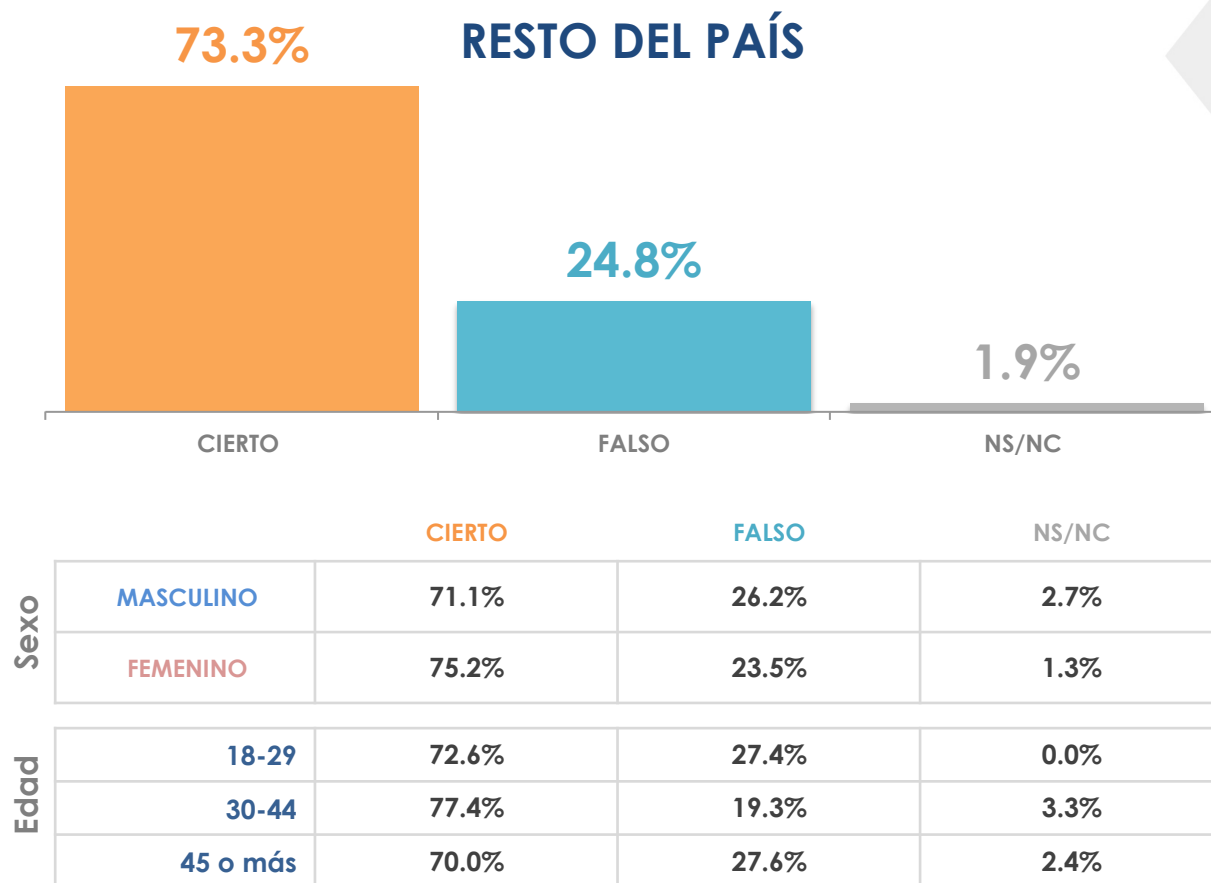 RESTO DEL PAÍS
73.3%
24.8%
1.9%
CIERTO FALSO NS/NC
CIERTO FALSO NS/NC
Sexo
MASCULINO 71.1% 26.2% 2.7%
FEMENINO 75.2% 23.5% 1.3%
Edad
18-29 72.6% 27.4% 0.0%
30-44 77.4% 19.3% 3.3%
45 o más 70.0% 27.6% 2.4%